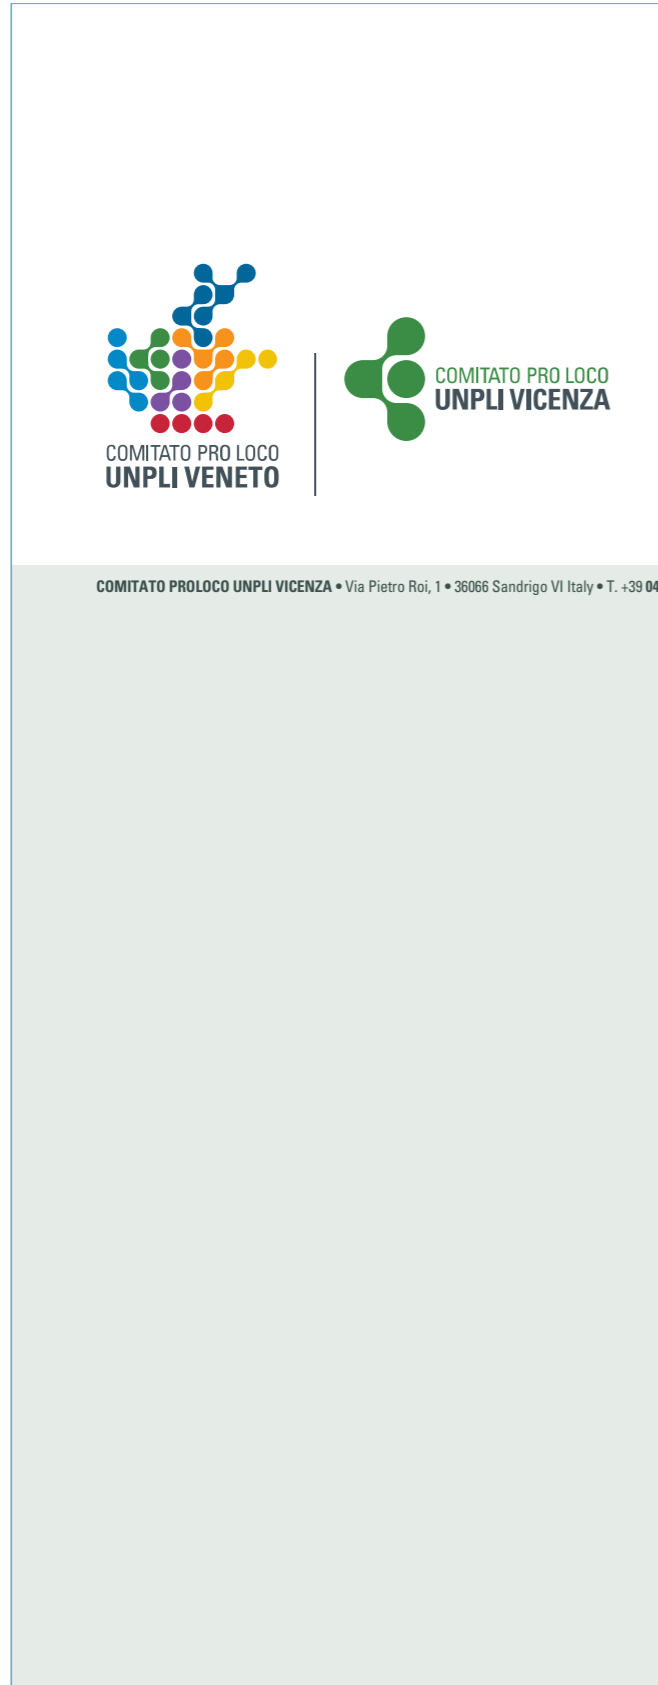 COMITATO PRO LOCO
UNPLI VENETO
COMITATO PRO LOCO
UNPLI VICENZA
COMITATO PROLOCO UNPLI VICENZA • Via Pietro Roi, 1 • 36066 Sandrigo VI Italy • T. +39 04